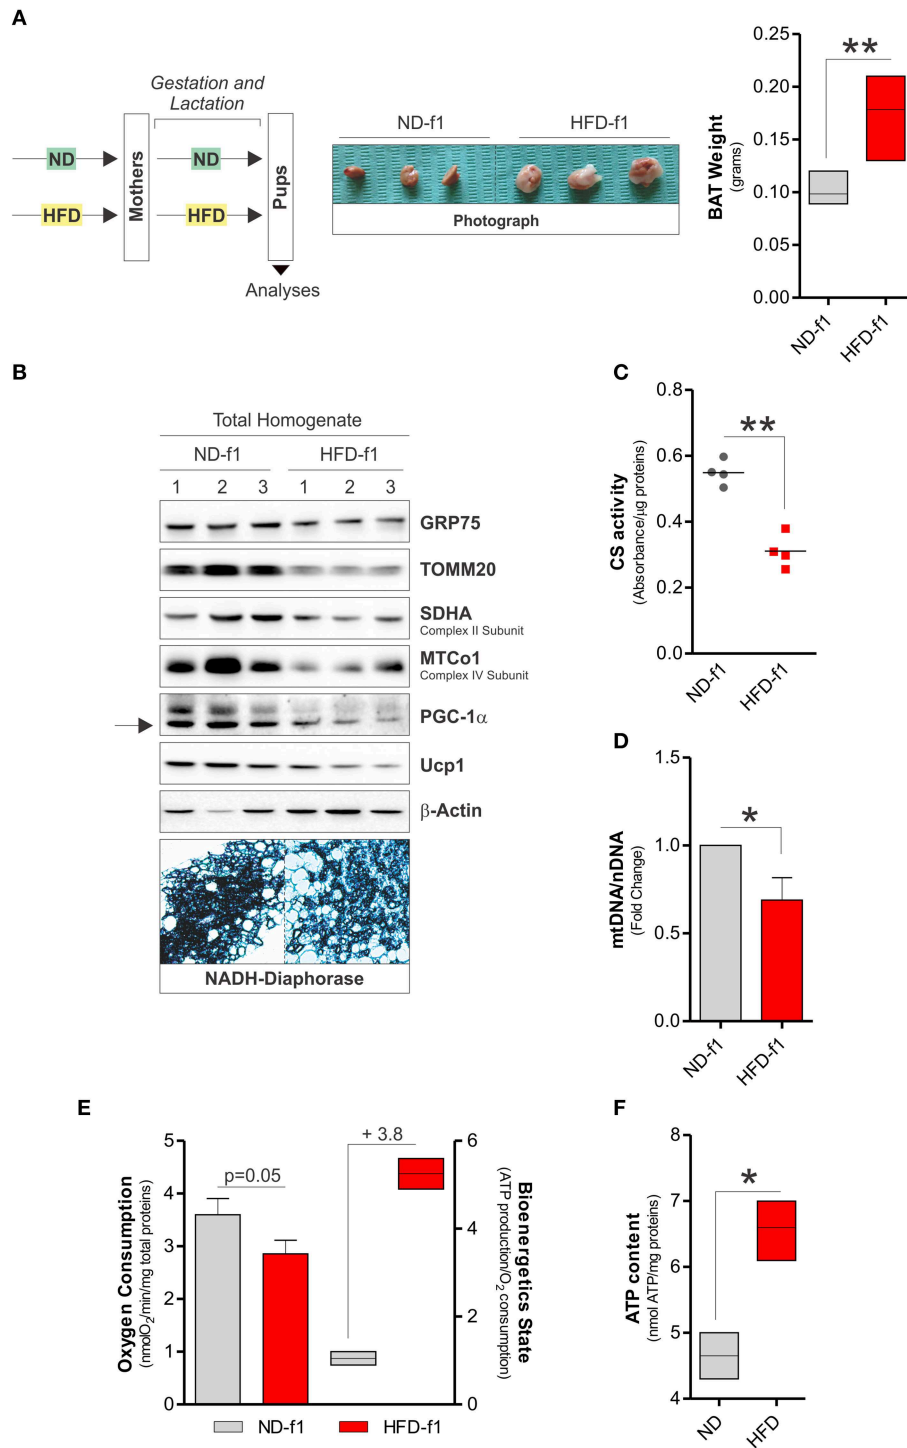 A
Gestation and
Lactation
ND
ND
HFD
HFD
Mothers
Pups
Analyses
ND-f1
HFD-f1
Photograph
BAT Weight
(grams)
0.25
0.20
0.15
0.10
0.05
0.00
**
ND-f1
HFD-f1
B
Total Homogenate
ND-f1
HFD-f1
1 2 3 1 2 3
GRP75
TOMM20
SDHA
Complex II Subunit
MTCo1
Complex IV Subunit
PGC-1α
Ucp1
β-Actin
NADH-Diaphorase
C
CS activity
(Absorbance/µg proteins)
0.8
0.6
0.4
0.2
0.0
**
ND-f1
HFD-f1
D
mtDNA/nDNA
(Fold Change)
1.5
1.0
0.5
0.0
*
ND-f1
HFD-f1
E
Oxygen Consumption
(nmolO2/min/mg total proteins)
5
4
3
2
1
0
p=0.05
+ 3.8
6
4
2
0
Bioenergetics State
(ATP production/O2 consumption)
ND-f1
HFD-f1
F
ATP content
(nmol ATP/mg proteins)
8
7
6
5
4
*
ND
HFD